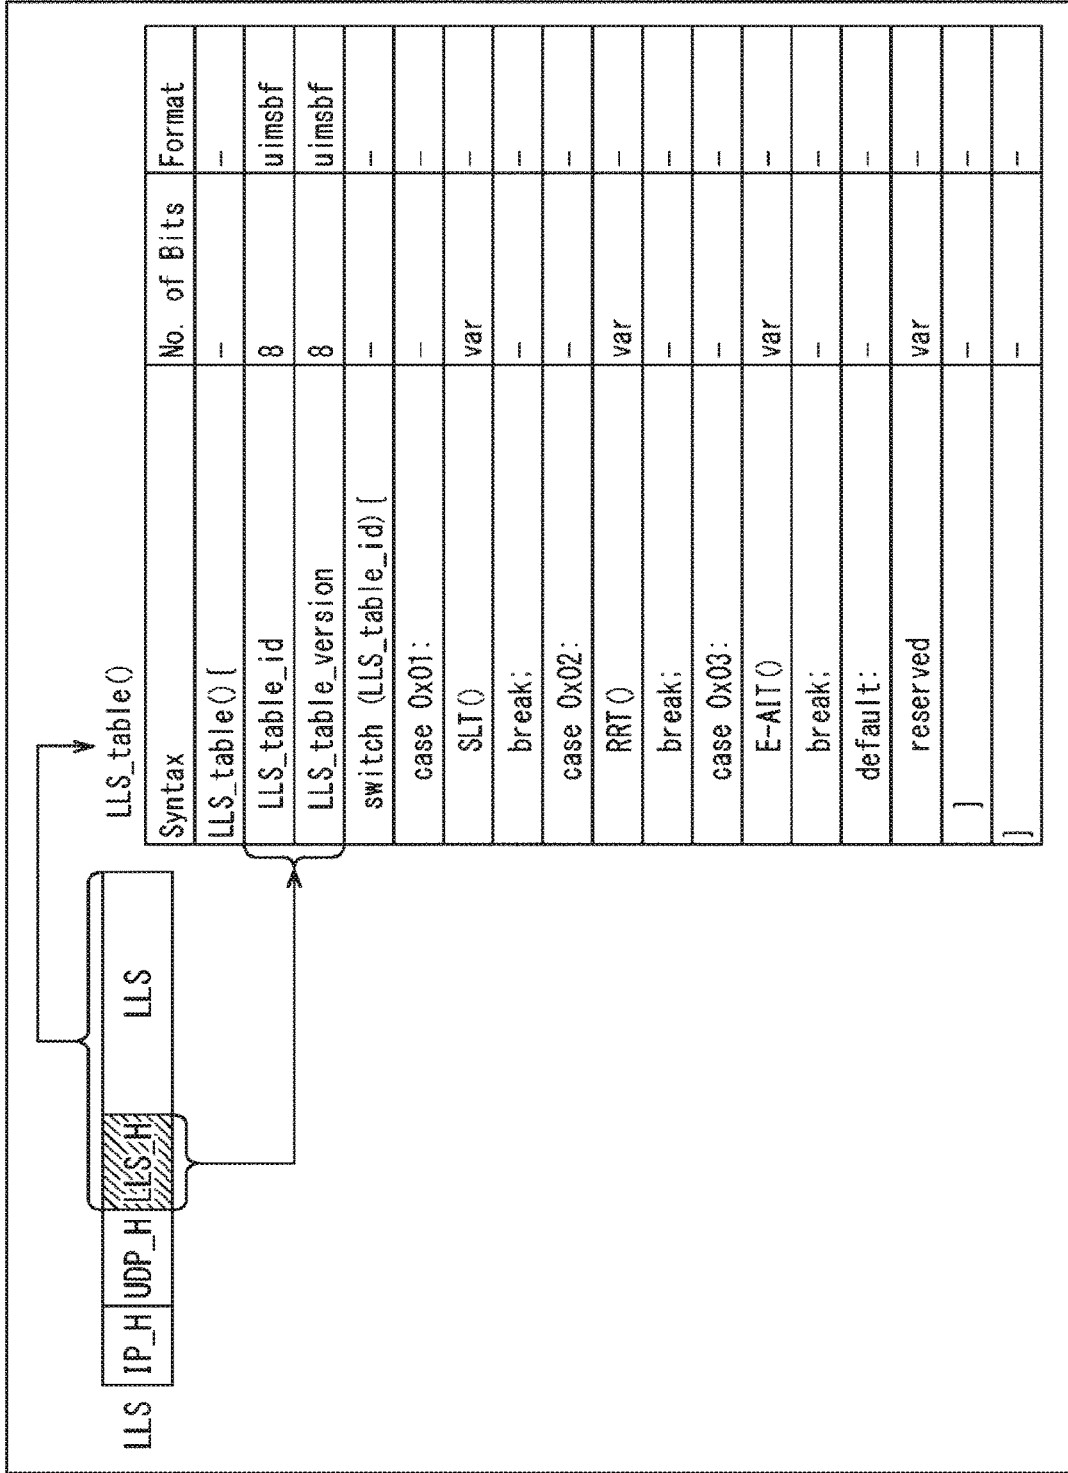 LLS IP_H UDP_H LLS_H LLS
LLS_table()
Syntax No. of Bits Format
LLS_table(){ - -
LLS_table_id 8 uimsbf
LLS_table_version 8 uimsbf
switch (LLS_table_id){ - -
case 0x01: - -
SLT() var -
break; - -
case 0x02: - -
RRT() var -
break; - -
case 0x03: - -
E-AIT() var -
break; - -
default: - -
reserved var -
} - -
} - -